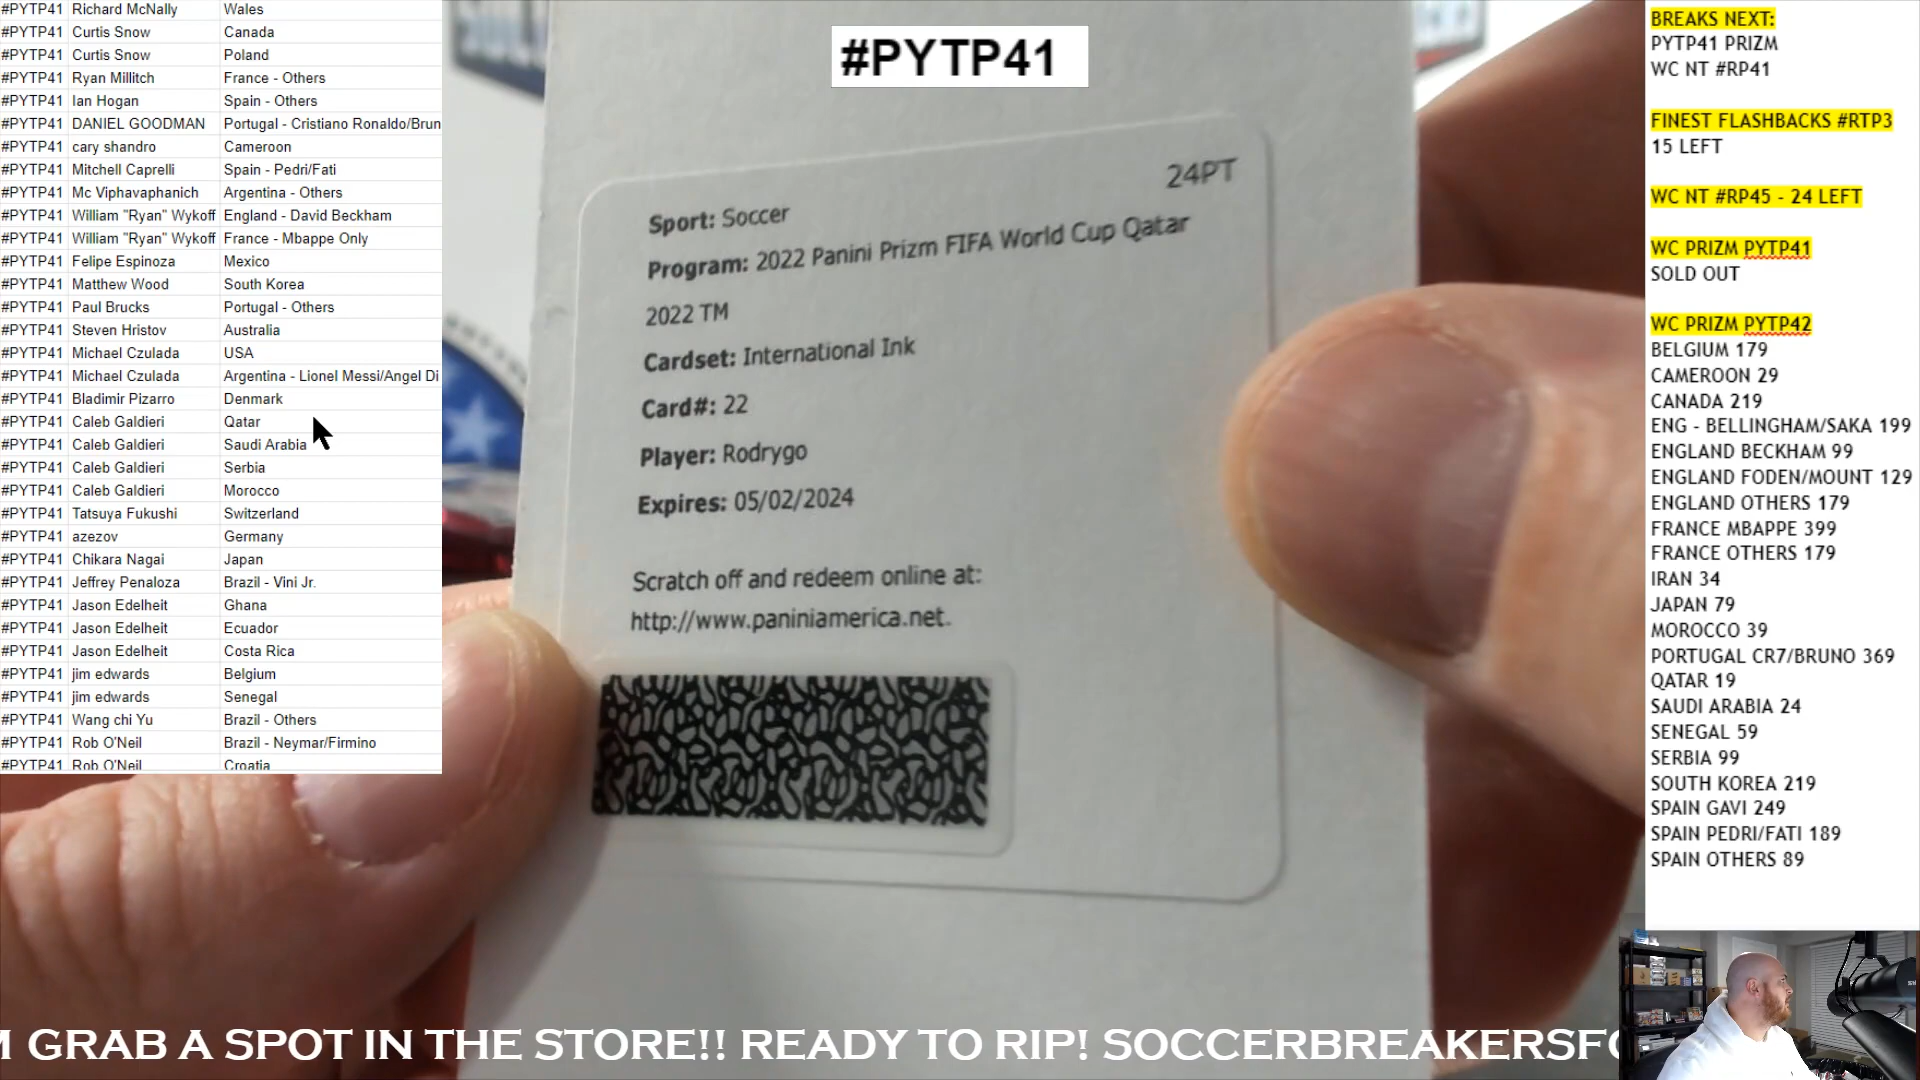 #PYTP41 Richard McNally Wales
#PYTP41 Curtis Snow Canada
#PYTP41 Curtis Snow Poland
#PYTP41 Ryan Millitch France - Others
#PYTP41 Ian Hogan Spain - Others
#PYTP41 DANIEL GOODMAN Portugal - Cristiano Ronaldo/Brun
#PYTP41 cary shandro Cameroon
#PYTP41 Mitchell Caprelli Spain - Pedri/Fati
#PYTP41 Mc Viphavaphanich Argentina - Others
#PYTP41 William "Ryan" Wykoff England - David Beckham
#PYTP41 William "Ryan" Wykoff France - Mbappe Only
#PYTP41 Felipe Espinoza Mexico
#PYTP41 Matthew Wood South Korea
#PYTP41 Paul Brucks Portugal - Others
#PYTP41 Steven Hristov Australia
#PYTP41 Michael Czulada USA
#PYTP41 Michael Czulada Argentina - Lionel Messi/Angel Di
#PYTP41 Bladimir Pizarro Denmark
#PYTP41 Caleb Galdieri Qatar
#PYTP41 Caleb Galdieri Saudi Arabia
#PYTP41 Caleb Galdieri Serbia
#PYTP41 Caleb Galdieri Morocco
#PYTP41 Tatsuya Fukushi Switzerland
#PYTP41 azezov Germany
#PYTP41 Chikara Nagai Japan
#PYTP41 Jeffrey Penaloza Brazil - Vini Jr.
#PYTP41 Jason Edelheit Ghana
#PYTP41 Jason Edelheit Ecuador
#PYTP41 Jason Edelheit Costa Rica
#PYTP41 jim edwards Belgium
#PYTP41 jim edwards Senegal
#PYTP41 Wang chi Yu Brazil - Others
#PYTP41 Rob O'Neil Brazil - Neymar/Firmino
#PYTP41 Rob O'Neil Croatia
#PYTP41
24PT
Sport: Soccer
Program: 2022 Panini Prizm FIFA World Cup Qatar
2022 TM
Cardset: International Ink
Card#: 22
Player: Rodrygo
Expires: 05/02/2024
Scratch off and redeem online at:
http://www.paniniamerica.net.
BREAKS NEXT:
PYTP41 PRIZM
WC NT #RP41
FINEST FLASHBACKS #RTP3
15 LEFT
WC NT #RP45 - 24 LEFT
WC PRIZM PYTP41
SOLD OUT
WC PRIZM PYTP42
BELGIUM 179
CAMEROON 29
CANADA 219
ENG - BELLINGHAM/SAKA 199
ENGLAND BECKHAM 99
ENGLAND FODEN/MOUNT 129
ENGLAND OTHERS 179
FRANCE MBAPPE 399
FRANCE OTHERS 179
IRAN 34
JAPAN 79
MOROCCO 39
PORTUGAL CR7/BRUNO 369
QATAR 19
SAUDI ARABIA 24
SENEGAL 59
SERBIA 99
SOUTH KOREA 219
SPAIN GAVI 249
SPAIN PEDRI/FATI 189
SPAIN OTHERS 89
M GRAB A SPOT IN THE STORE!! READY TO RIP! SOCCERBREAKERSFO